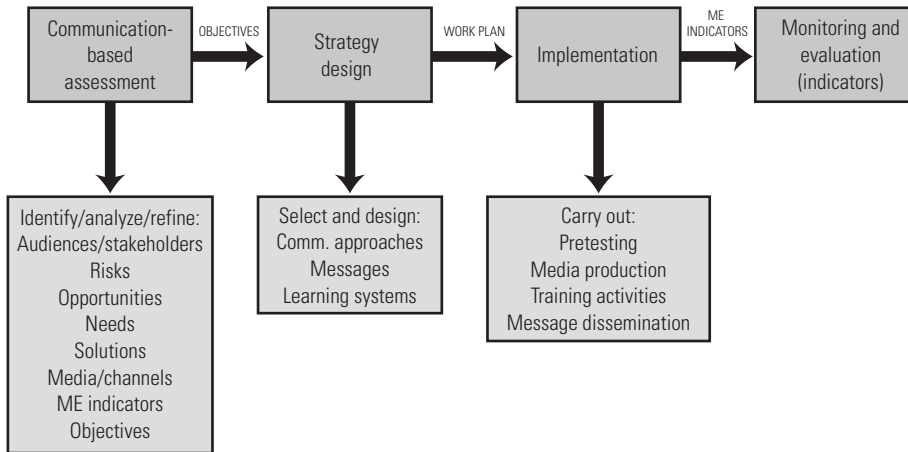 Communication-
based
assessment
OBJECTIVES
Strategy
design
WORK PLAN
Implementation
ME
INDICATORS
Monitoring and
evaluation
(indicators)
Identify/analyze/refine:
Audiences/stakeholders
Risks
Opportunities
Needs
Solutions
Media/channels
ME indicators
Objectives
Select and design:
Comm. approaches
Messages
Learning systems
Carry out:
Pretesting
Media production
Training activities
Message dissemination